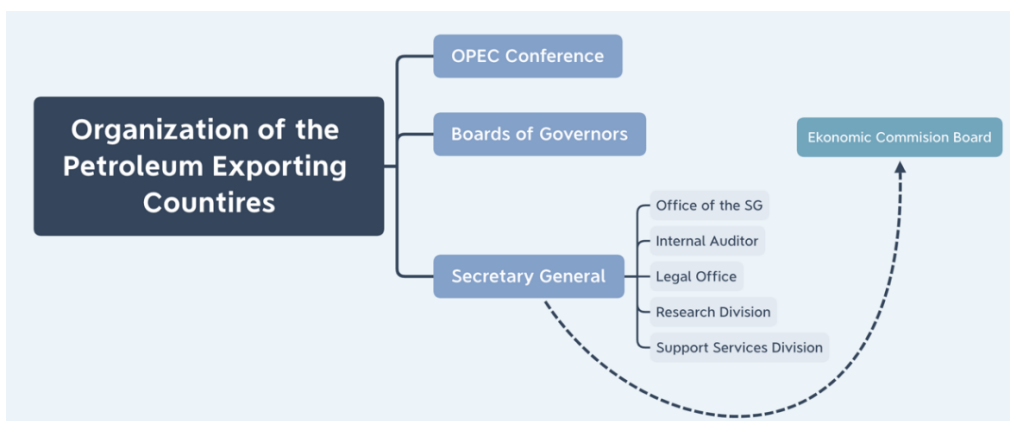 Organization of the
Petroleum Exporting
Countires
OPEC Conference
Boards of Governors
Secretary General
Office of the SG
Internal Auditor
Legal Office
Research Division
Support Services Division
Ekonomic Commision Board